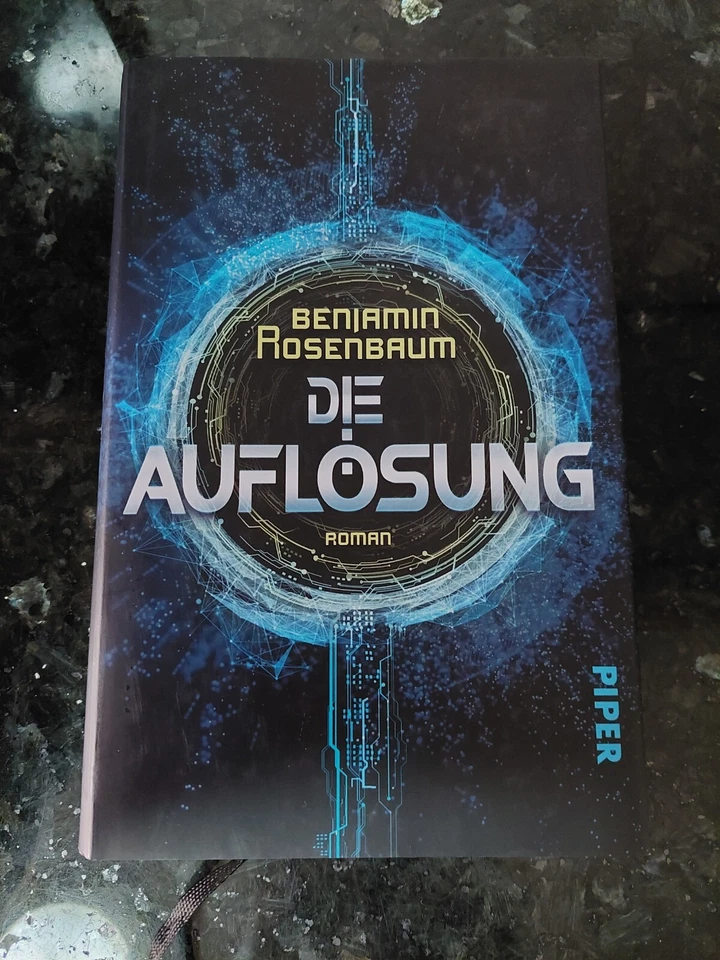 BENJAMIN
ROSENBAUM
DIE
AUFLÖSUNG
ROMAN
PIPER